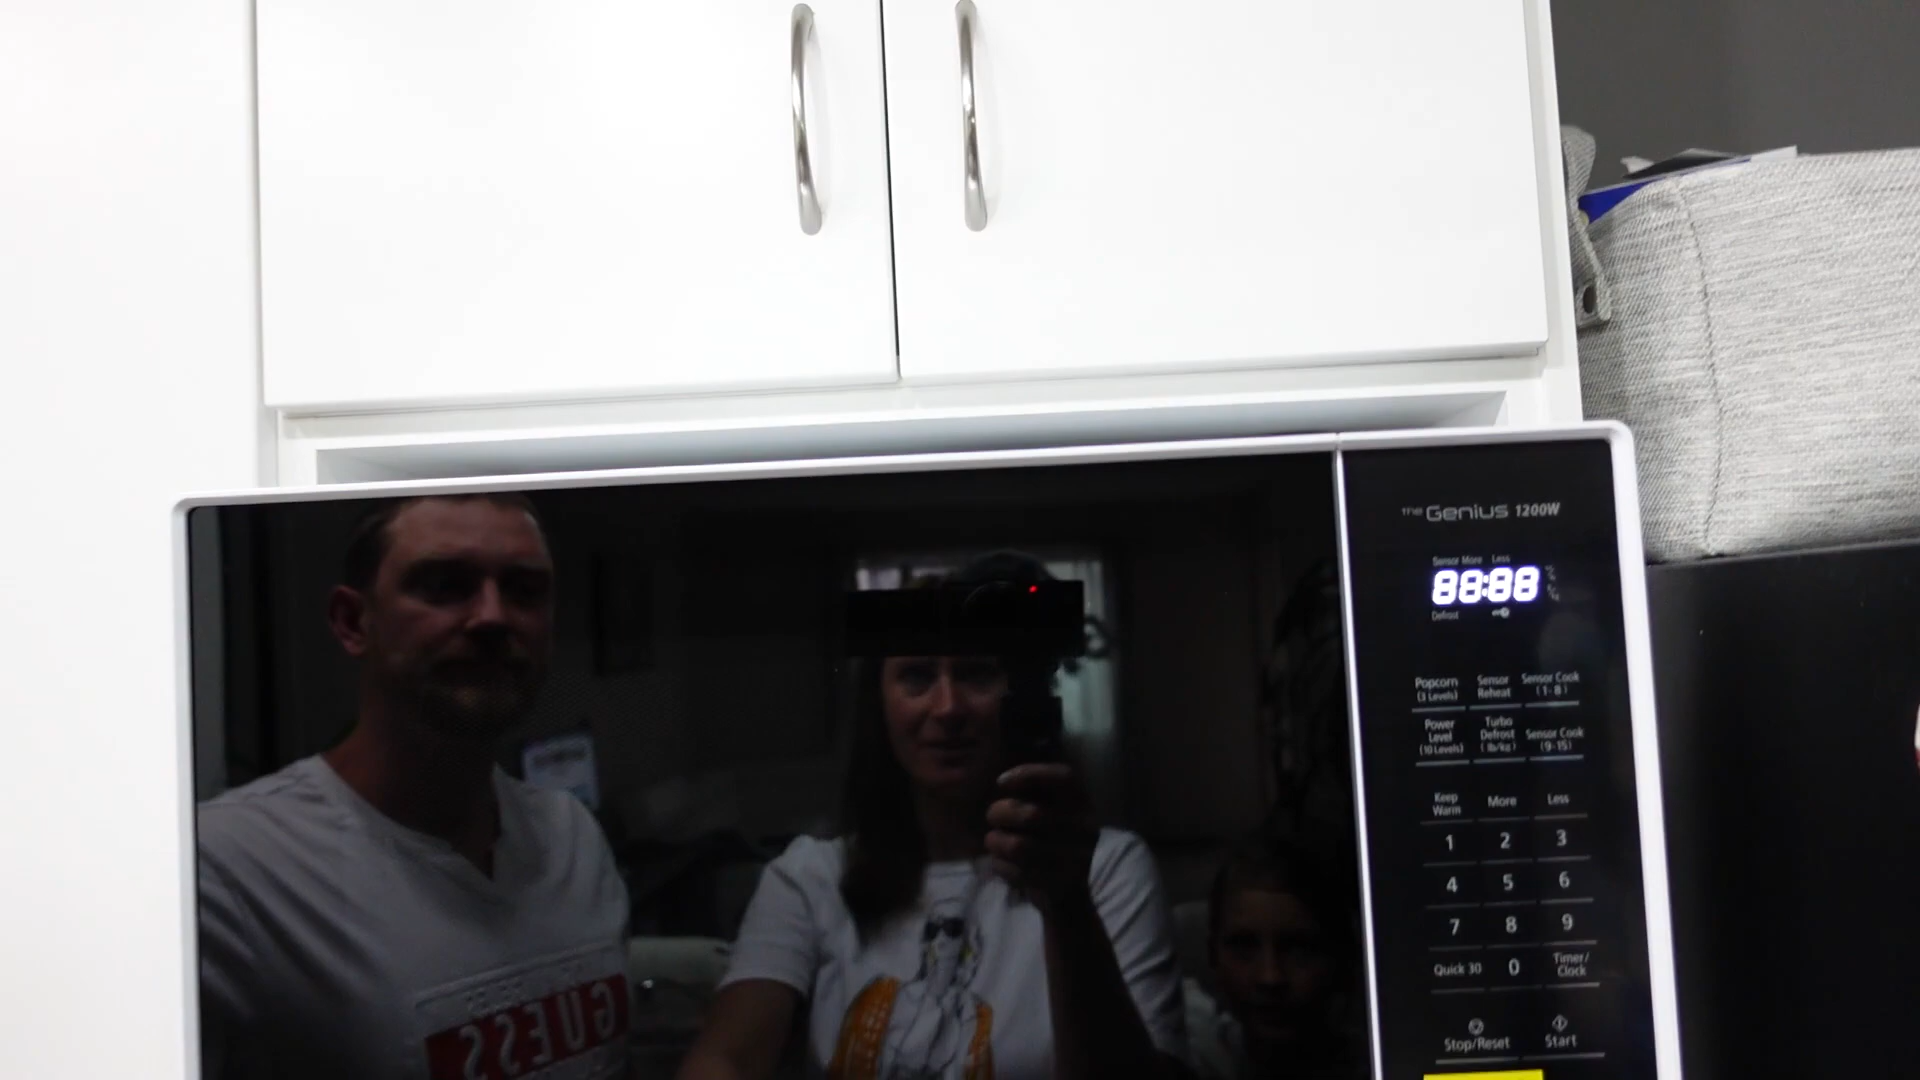 the Genius 1200W
Sensor More Less
88:88
Defrost
Popcorn
(3 Levels)
Sensor
Reheat
Sensor Cook
(1-8)
Power
Level
(10 Levels)
Turbo
Defrost
(lb/kg)
Sensor Cook
(9-15)
Keep
Warm
More
Less
1 2 3
4 5 6
7 8 9
Quick 30
0
Timer/
Clock
Stop/Reset
Start
GUESS